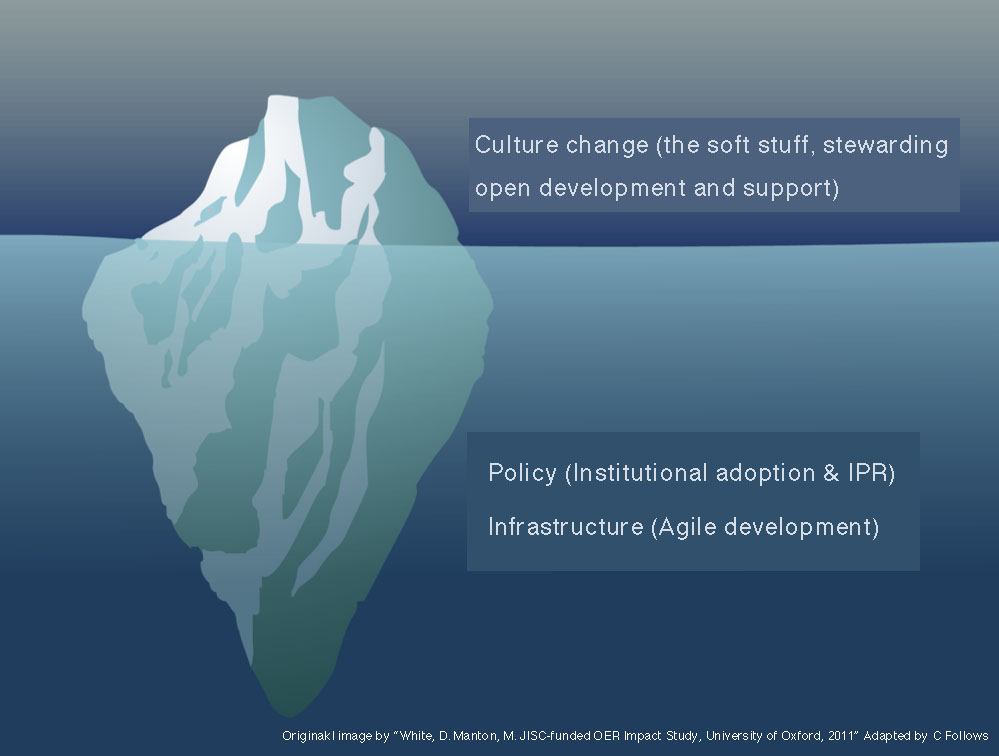 Culture change (the soft stuff, stewarding
open development and support)
Policy (Institutional adoption & IPR)
Infrastructure (Agile development)
Originakl image by “White, D. Manton, M. JISC-funded OER Impact Study, University of Oxford, 2011” Adapted by C Follows